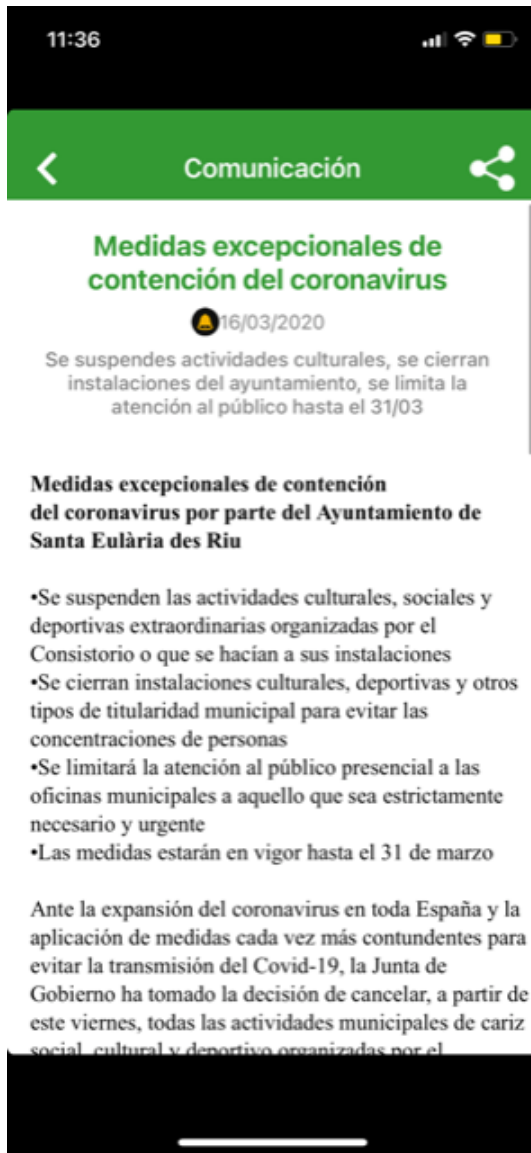 11:36
Comunicación
Medidas excepcionales de
contención del coronavirus
16/03/2020
Se suspendes actividades culturales, se cierran
instalaciones del ayuntamiento, se limita la
atención al público hasta el 31/03
Medidas excepcionales de contención
del coronavirus por parte del Ayuntamiento de
Santa Eulària des Riu
•Se suspenden las actividades culturales, sociales y
deportivas extraordinarias organizadas por el
Consistorio o que se hacían a sus instalaciones
•Se cierran instalaciones culturales, deportivas y otros
tipos de titularidad municipal para evitar las
concentraciones de personas
•Se limitará la atención al público presencial a las
oficinas municipales a aquello que sea estrictamente
necesario y urgente
•Las medidas estarán en vigor hasta el 31 de marzo
Ante la expansión del coronavirus en toda España y la
aplicación de medidas cada vez más contundentes para
evitar la transmisión del Covid-19, la Junta de
Gobierno ha tomado la decisión de cancelar, a partir de
este viernes, todas las actividades municipales de cariz
social, cultural y deportivo organizadas por el